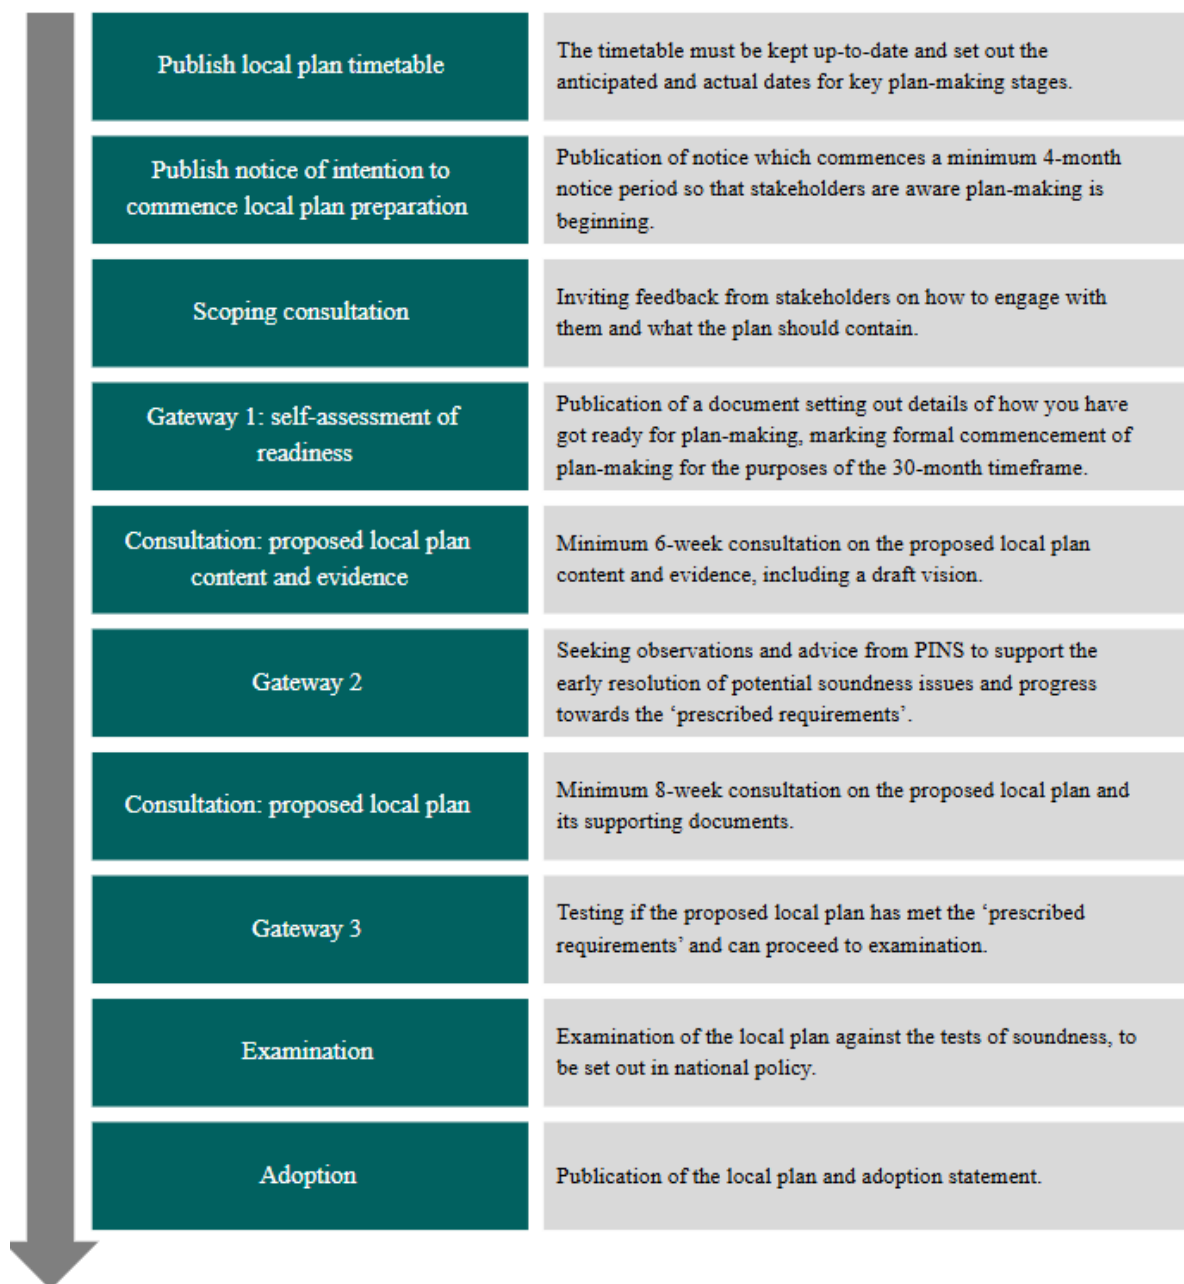 Publish local plan timetable
The timetable must be kept up-to-date and set out the
anticipated and actual dates for key plan-making stages.
Publish notice of intention to
commence local plan preparation
Publication of notice which commences a minimum 4-month
notice period so that stakeholders are aware plan-making is
beginning.
Scoping consultation
Inviting feedback from stakeholders on how to engage with
them and what the plan should contain.
Gateway 1: self-assessment of
readiness
Publication of a document setting out details of how you have
got ready for plan-making, marking formal commencement of
plan-making for the purposes of the 30-month timeframe.
Consultation: proposed local plan
content and evidence
Minimum 6-week consultation on the proposed local plan
content and evidence, including a draft vision.
Gateway 2
Seeking observations and advice from PINS to support the
early resolution of potential soundness issues and progress
towards the ‘prescribed requirements’.
Consultation: proposed local plan
Minimum 8-week consultation on the proposed local plan and
its supporting documents.
Gateway 3
Testing if the proposed local plan has met the ‘prescribed
requirements’ and can proceed to examination.
Examination
Examination of the local plan against the tests of soundness, to
be set out in national policy.
Adoption
Publication of the local plan and adoption statement.